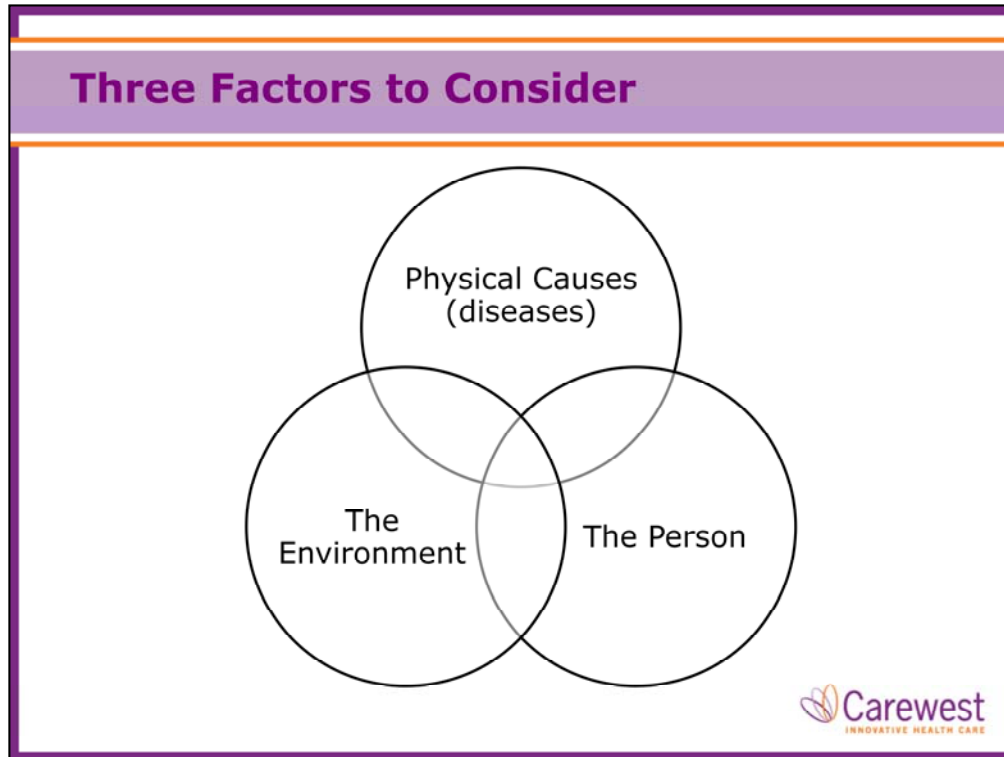 Three Factors to Consider
Physical Causes
(diseases)
The
Environment
The Person
Carewest
INNOVATIVE HEALTH CARE